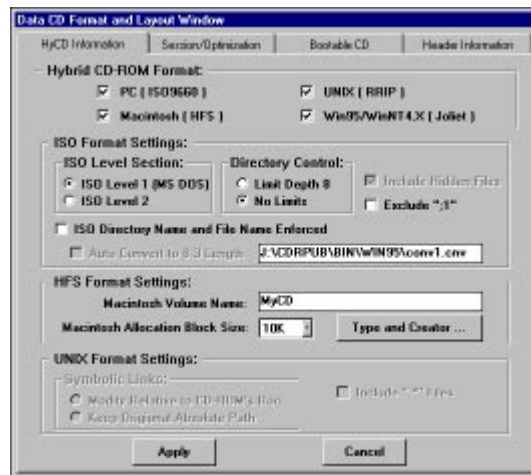 Data CD Format and Layout Window
HyCD Information Session/Optimization Bootable CD Header Information
Hybrid CD-ROM Format:
PC ( ISO9660 ) UNIX ( RRIP )
Macintosh ( HFS ) Win95/WinNT4.X ( Joliet )
ISO Format Settings:
ISO Level Section: Directory Control:
ISO Level 1 (MS DOS) Limit Depth 8 Include Hidden Files
ISO Level 2 No Limits Exclude ";1"
ISO Directory Name and File Name Enforced
Auto Convert to 8.3 Length J:\CDRPUB\BIN\WIN95\conv1.cnv
HFS Format Settings:
Macintosh Volume Name: MyCD
Macintosh Allocation Block Size: 10K Type and Creator ...
UNIX Format Settings:
Symbolic Links:
Modify Relative to CD-ROM's Root Include Files
Keep Original Absolute Path
Apply Cancel